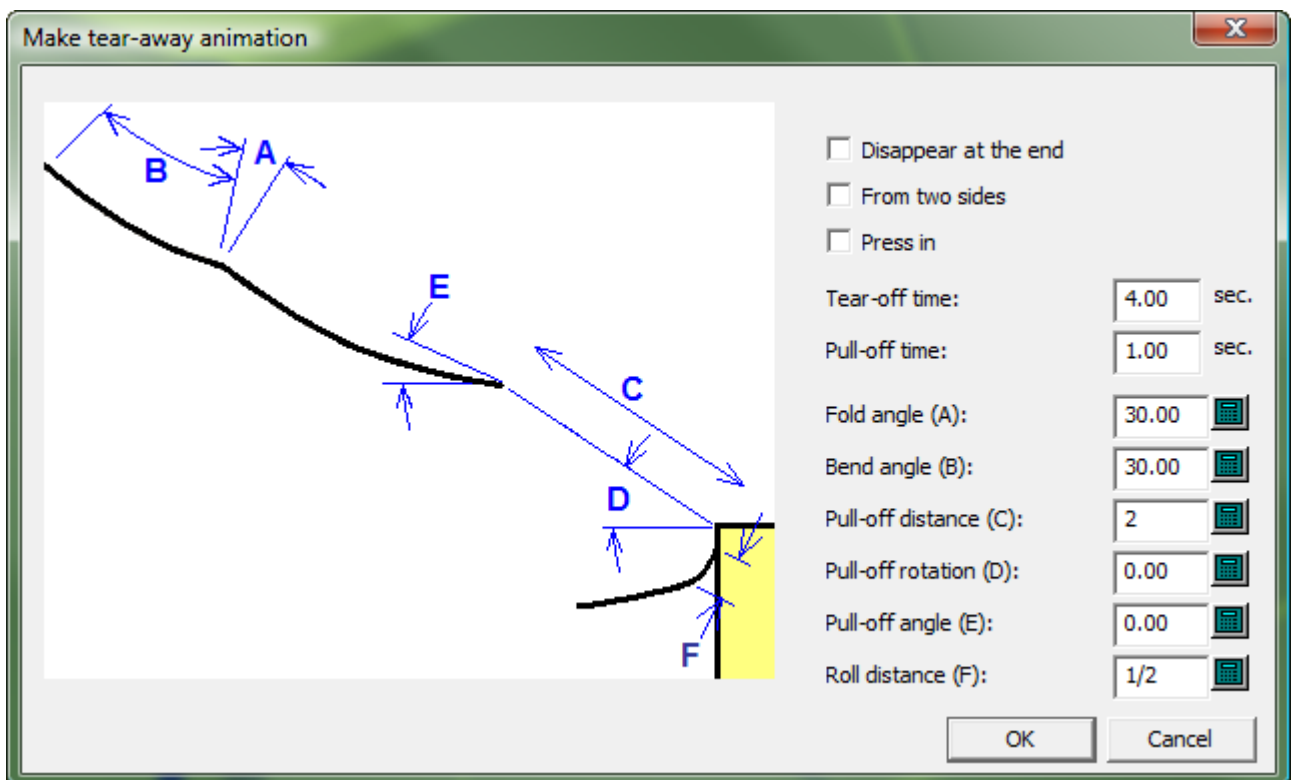 Make tear-away animation
B
A
E
C
D
F
Disappear at the end
From two sides
Press in
Tear-off time: 4.00 sec.
Pull-off time: 1.00 sec.
Fold angle (A): 30.00
Bend angle (B): 30.00
Pull-off distance (C): 2
Pull-off rotation (D): 0.00
Pull-off angle (E): 0.00
Roll distance (F): 1/2
OK Cancel